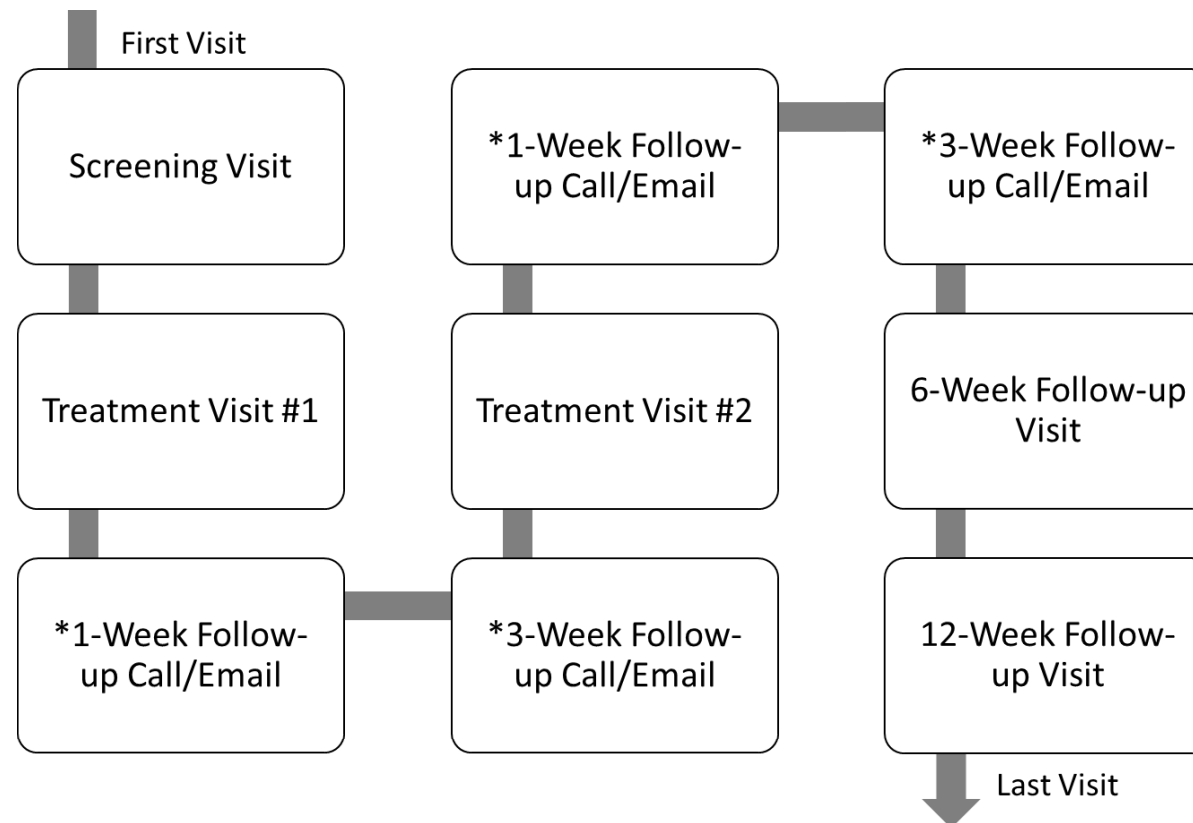 First Visit
Screening Visit
Treatment Visit #1
*1-Week Follow-
up Call/Email
*3-Week Follow-
up Call/Email
Treatment Visit #2
*1-Week Follow-
up Call/Email
*3-Week Follow-
up Call/Email
6-Week Follow-up
Visit
12-Week Follow-
up Visit
Last Visit